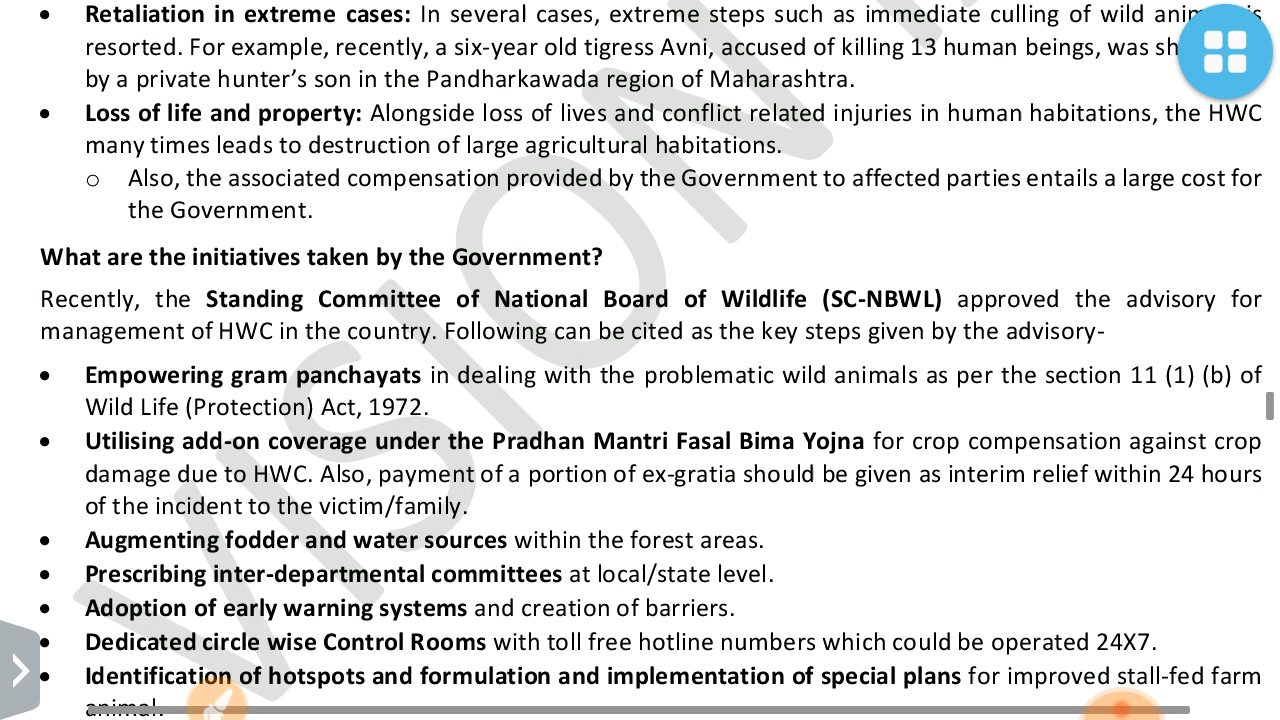 • Retaliation in extreme cases: In several cases, extreme steps such as immediate culling of wild
resorted. For example, recently, a six-year old tigress Avni, accused of killing 13 human beings, was
by a private hunter’s son in the Pandharkawada region of Maharashtra.
• Loss of life and property: Alongside loss of lives and conflict related injuries in human habitations, the HWC
many times leads to destruction of large agricultural habitations.
o Also, the associated compensation provided by the Government to affected parties entails a large cost for
the Government.
What are the initiatives taken by the Government?
Recently, the Standing Committee of National Board of Wildlife (SC-NBWL) approved the advisory for
management of HWC in the country. Following can be cited as the key steps given by the advisory-
• Empowering gram panchayats in dealing with the problematic wild animals as per the section 11 (1) (b) of
Wild Life (Protection) Act, 1972.
• Utilising add-on coverage under the Pradhan Mantri Fasal Bima Yojna for crop compensation against crop
damage due to HWC. Also, payment of a portion of ex-gratia should be given as interim relief within 24 hours
of the incident to the victim/family.
• Augmenting fodder and water sources within the forest areas.
• Prescribing inter-departmental committees at local/state level.
• Adoption of early warning systems and creation of barriers.
• Dedicated circle wise Control Rooms with toll free hotline numbers which could be operated 24X7.
• Identification of hotspots and formulation and implementation of special plans for improved stall-fed farm
animal.
VISION